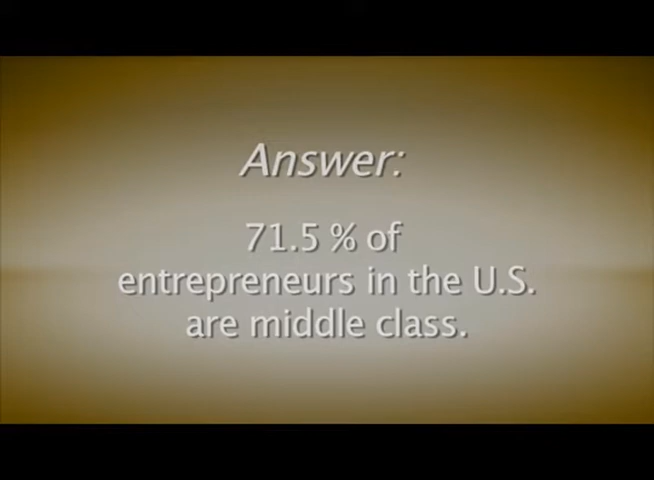 Answer:
71.5 % of
entrepreneurs in the U.S.
are middle class.